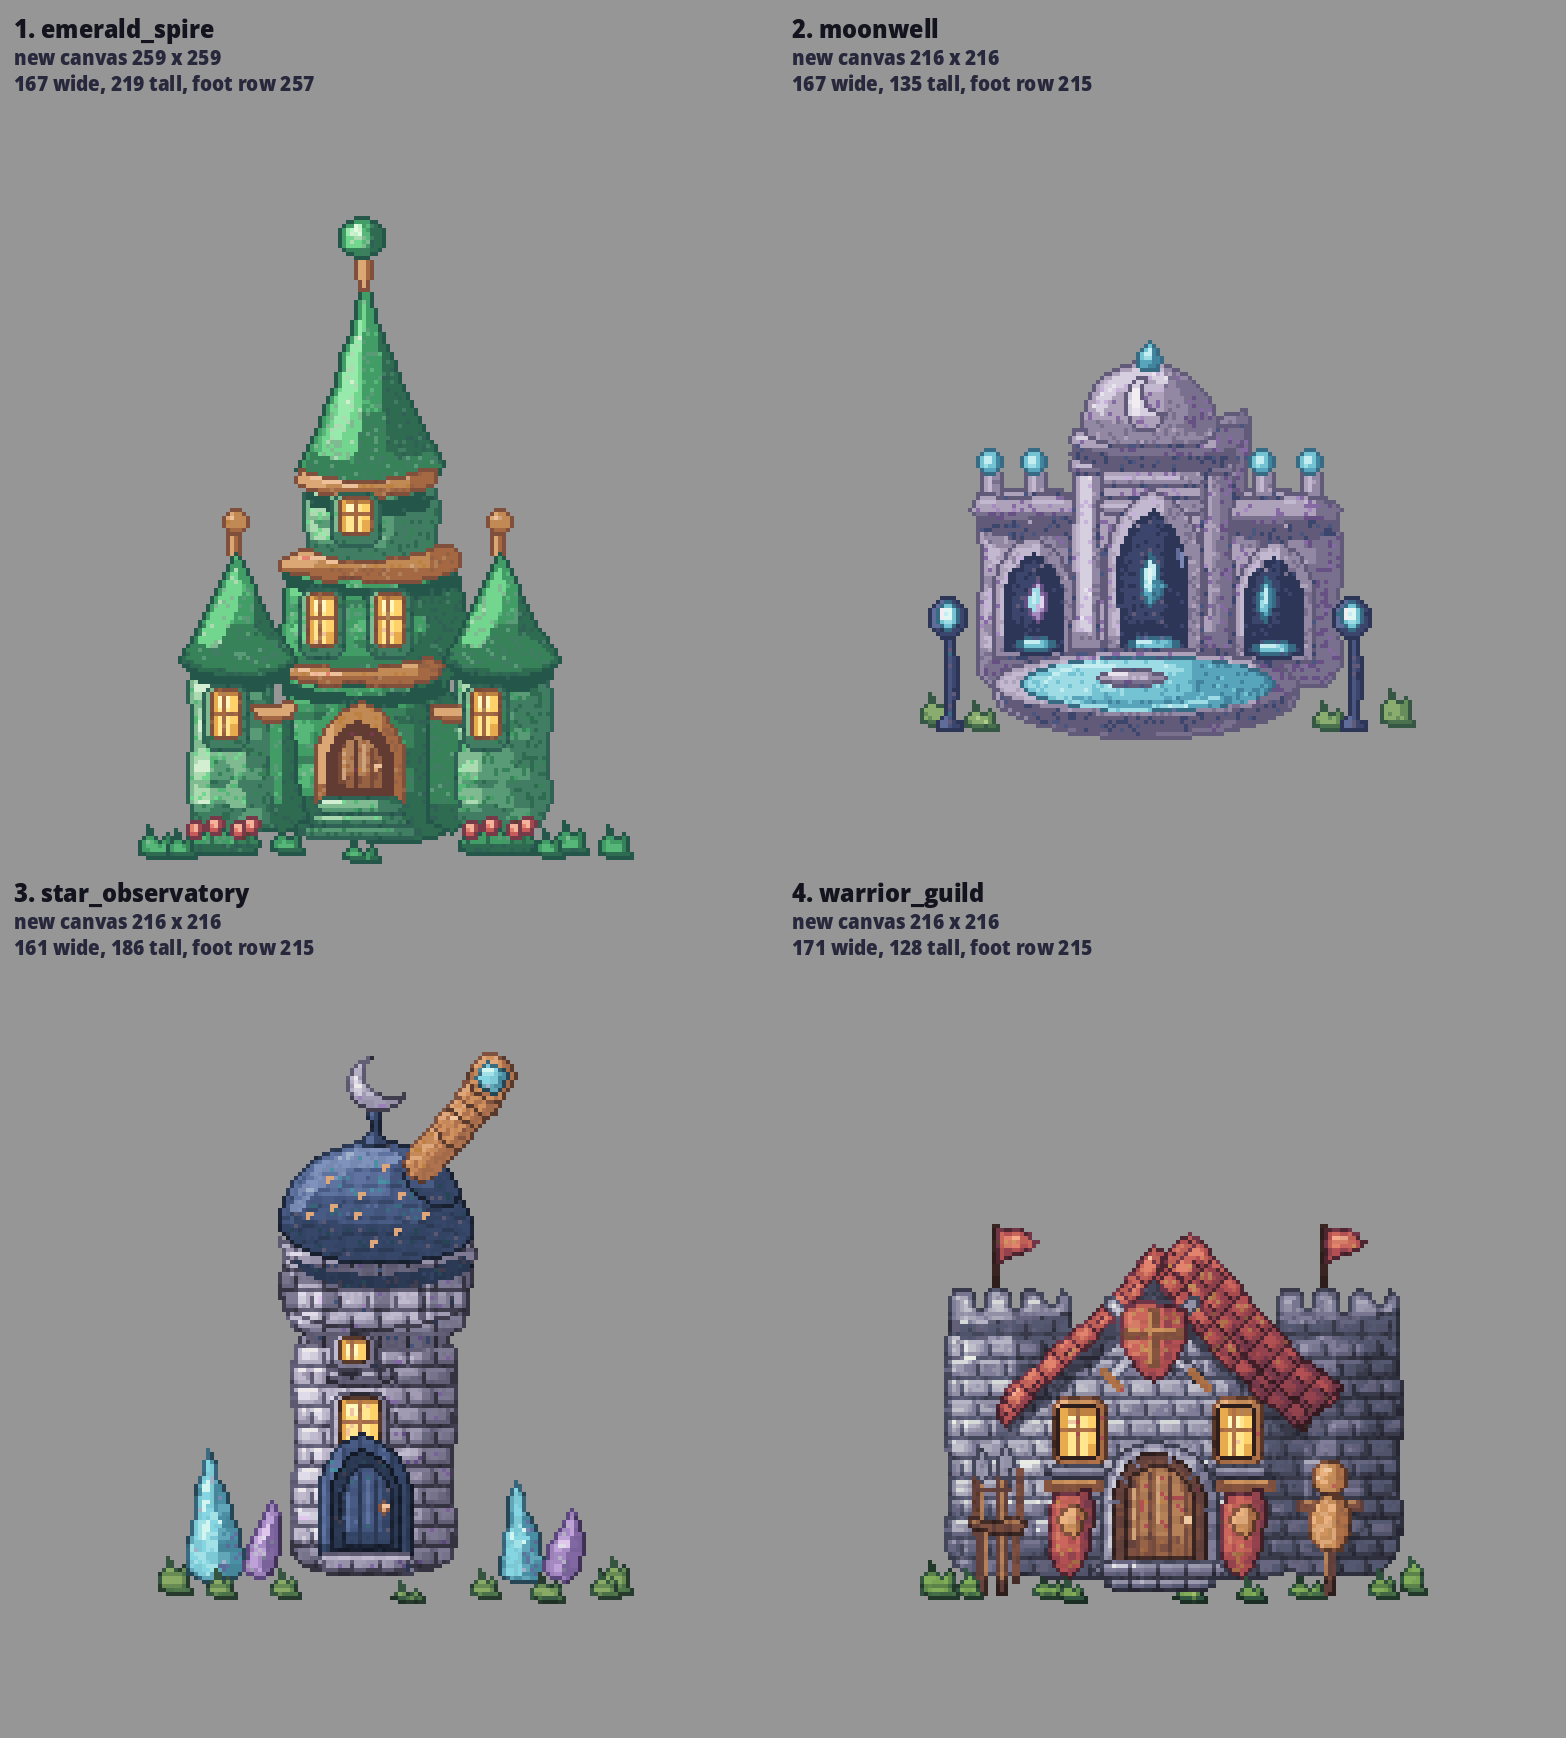 1. emerald_spire
new canvas 259 x 259
167 wide, 219 tall, foot row 257
2. moonwell
new canvas 216 x 216
167 wide, 135 tall, foot row 215
3. star_observatory
new canvas 216 x 216
161 wide, 186 tall, foot row 215
4. warrior_guild
new canvas 216 x 216
171 wide, 128 tall, foot row 215